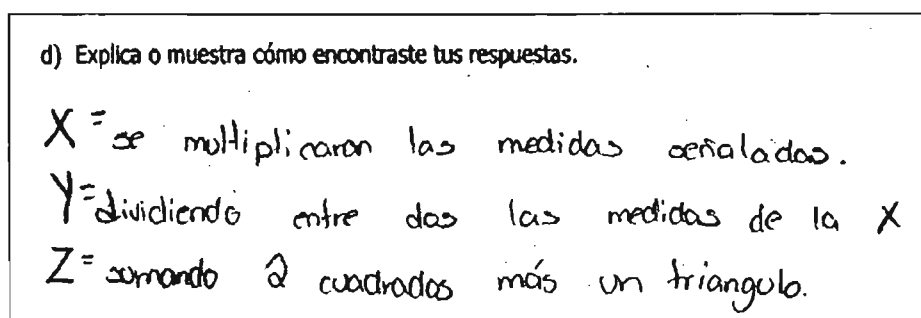 d) Explica o muestra cómo encontraste tus respuestas.
X = se multiplicaron las medidas señaladas.
Y = dividiendo entre dos las medidas de la X
Z = sumando 2 cuadrados más un triangulo.